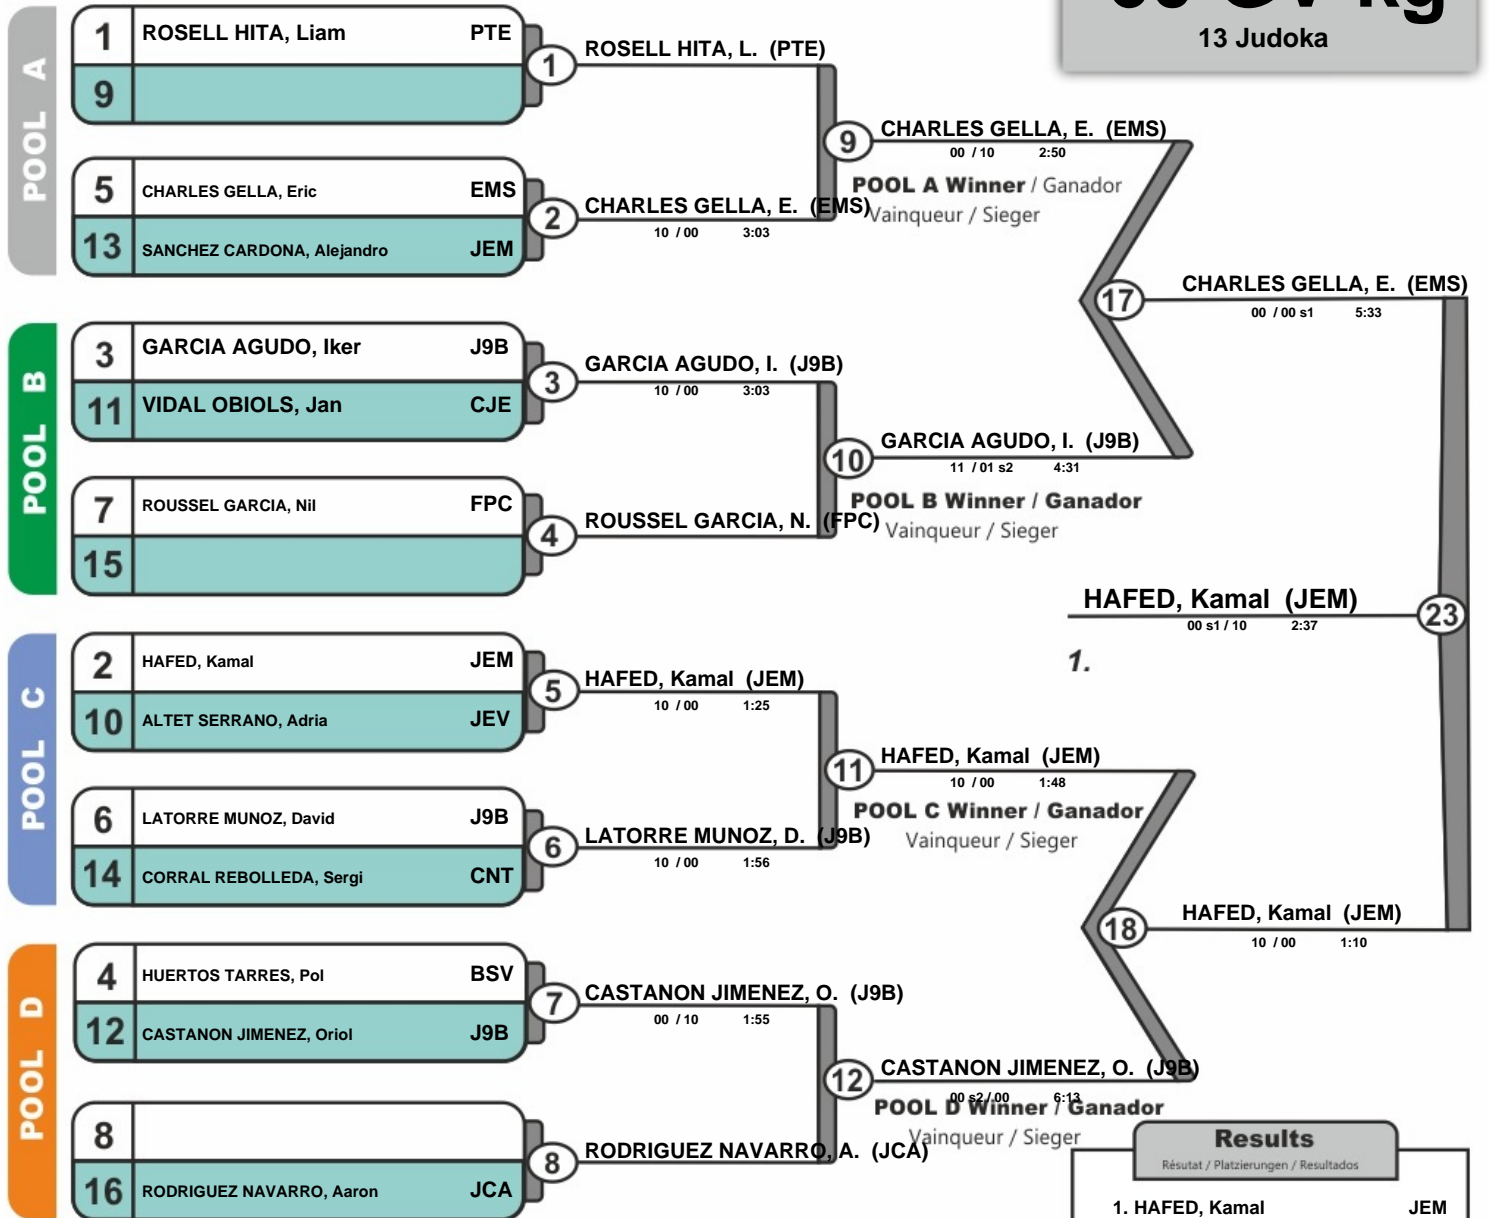 13 Judoka
POOL A
1 ROSELL HITA, Liam PTE
9
1
ROSELL HITA, L. (PTE)
5 CHARLES GELLA, Eric EMS
13 SANCHEZ CARDONA, Alejandro JEM
2
CHARLES GELLA, E. (EMS)
10 / 00 3:03
9
CHARLES GELLA, E. (EMS)
00 / 10 2:50
POOL A Winner / Ganador
Vainqueur / Sieger
POOL B
3 GARCIA AGUDO, Iker J9B
11 VIDAL OBIOLS, Jan CJE
3
GARCIA AGUDO, I. (J9B)
10 / 00 3:03
7 ROUSSEL GARCIA, Nil FPC
15
4
ROUSSEL GARCIA, N. (FPC)
10
GARCIA AGUDO, I. (J9B)
11 / 01 s2 4:31
POOL B Winner / Ganador
Vainqueur / Sieger
17
CHARLES GELLA, E. (EMS)
00 / 00 s1 5:33
HAFED, Kamal (JEM)
23
00 s1 / 10 2:37
1.
POOL C
2 HAFED, Kamal JEM
10 ALTET SERRANO, Adria JEV
5
HAFED, Kamal (JEM)
10 / 00 1:25
6 LATORRE MUNOZ, David J9B
14 CORRAL REBOLLEDA, Sergi CNT
6
LATORRE MUNOZ, D. (J9B)
10 / 00 1:56
11
HAFED, Kamal (JEM)
10 / 00 1:48
POOL C Winner / Ganador
Vainqueur / Sieger
18
HAFED, Kamal (JEM)
10 / 00 1:10
POOL D
4 HUERTOS TARRES, Pol BSV
12 CASTANON JIMENEZ, Oriol J9B
7
CASTANON JIMENEZ, O. (J9B)
00 / 10 1:55
8
16 RODRIGUEZ NAVARRO, Aaron JCA
8
RODRIGUEZ NAVARRO, A. (JCA)
12
CASTANON JIMENEZ, O. (J9B)
00 s2 / 00 6:13
POOL D Winner / Ganador
Vainqueur / Sieger
Results
Résutat / Platzierungen / Resultados
1. HAFED, Kamal JEM